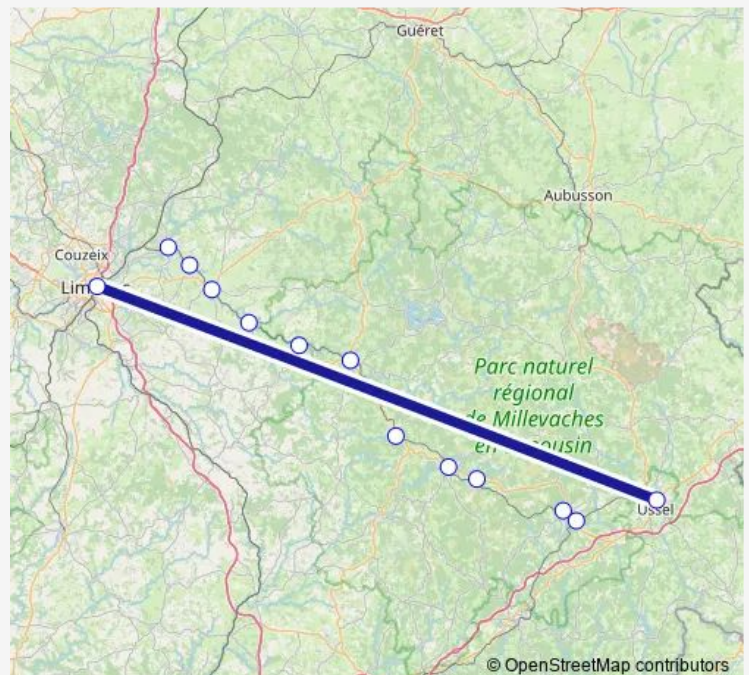 Guéret
Aubusson
Couzeix
Lim
Parc naturel
régional
de Millevaches
en
ousin
Ussel
© OpenStreetMap contributors